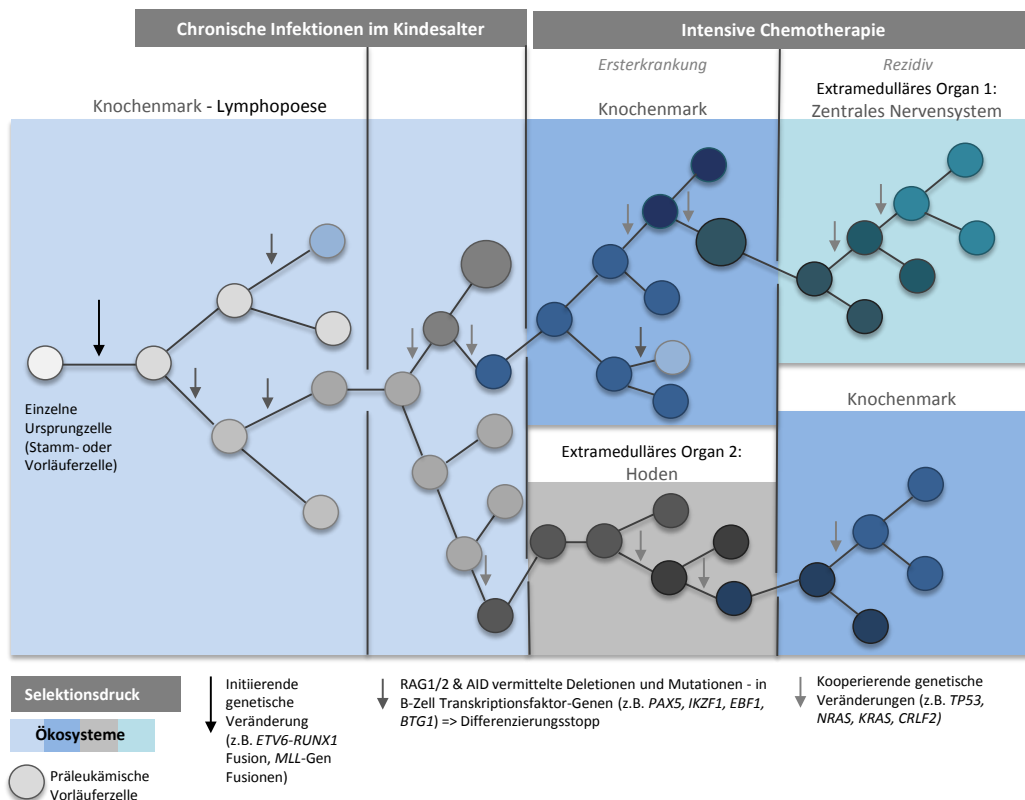 Chronische Infektionen im Kindesalter
Intensive Chemotherapie
Ersterkrankung
Rezidiv
Knochenmark - Lymphopoese
Knochenmark
Extramedulläres Organ 1:
Zentrales Nervensystem
Einzelne
Ursprungzelle
(Stamm- oder
Vorläuferzelle)
Extramedulläres Organ 2:
Hoden
Knochenmark
Selektionsdruck
Ökosysteme
Präleukämische
Vorläuferzelle
Initiierende
genetische
Veränderung
(z.B. ETV6-RUNX1
Fusion, MLL-Gen
Fusionen)
RAG1/2 & AID vermittelte Deletionen und Mutationen - in
B-Zell Transkriptionsfaktor-Genen (z.B. PAX5, IKZF1, EBF1,
BTG1) => Differenzierungsstopp
Kooperierende genetische
Veränderungen (z.B. TP53,
NRAS, KRAS, CRLF2)